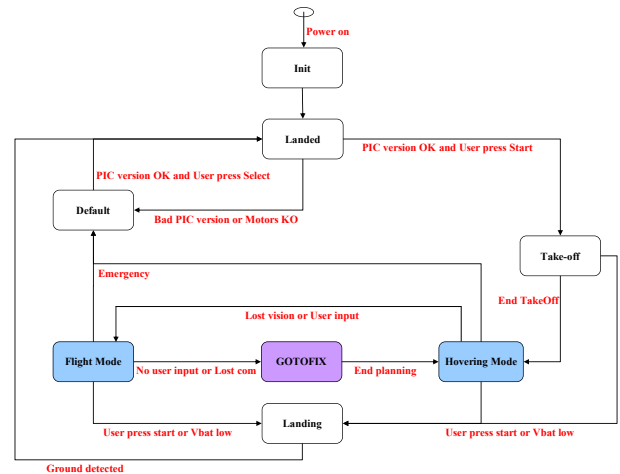 Power on
Init
Landed
PIC version OK and User press Start
PIC version OK and User press Select
Default
Bad PIC version or Motors KO
Take-off
Emergency
End TakeOff
Lost vision or User input
Flight Mode
GOTOFIX
Hovering Mode
No user input or Lost com
End planning
Landing
User press start or Vbat low
User press start or Vbat low
Ground detected